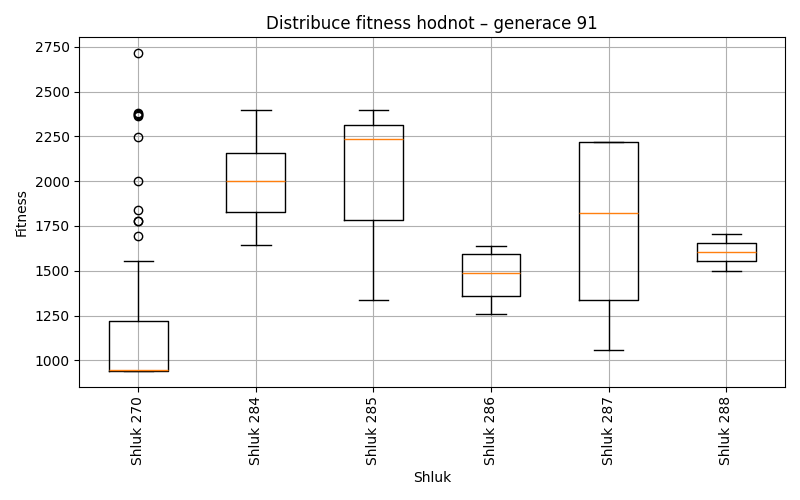 Distribuce fitness hodnot – generace 91
Fitness
2750
2500
2250
2000
1750
1500
1250
1000
Shluk 270
Shluk 284
Shluk 285
Shluk 286
Shluk 287
Shluk 288
Shluk